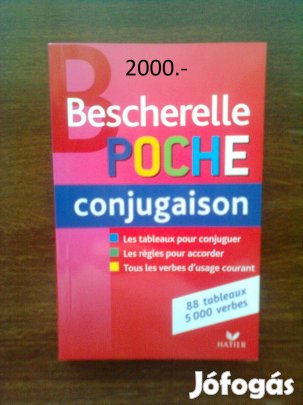 2000.-
B
Bescherelle
POCHE
conjugaison
Les tableaux pour conjuguer
Les règles pour accorder
Tous les verbes d'usage courant
88 tableaux
5 000 verbes
HATIER
Jófogás